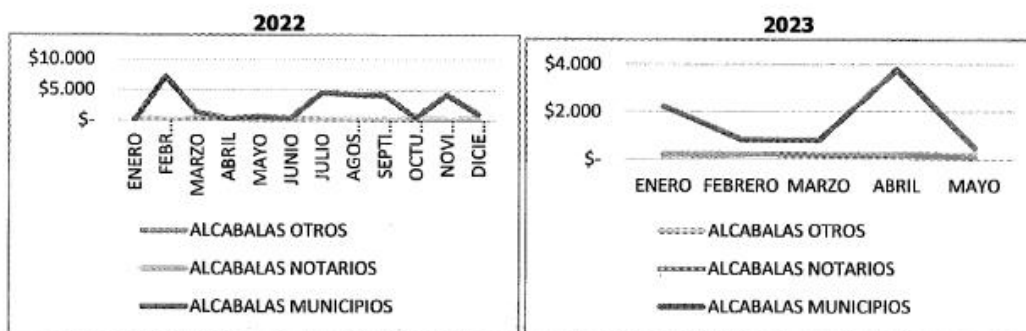 2022
$10.000
$5.000
$-
ENERO
FEBR...
MARZO
ABRIL
MAYO
JUNIO
JULIO
AGOS...
SEPTI...
OCTU...
NOVI...
DICIE...
ALCABALAS OTROS
ALCABALAS NOTARIOS
ALCABALAS MUNICIPIOS
2023
$4.000
$2.000
$-
ENERO FEBRERO MARZO ABRIL MAYO
ALCABALAS OTROS
ALCABALAS NOTARIOS
ALCABALAS MUNICIPIOS